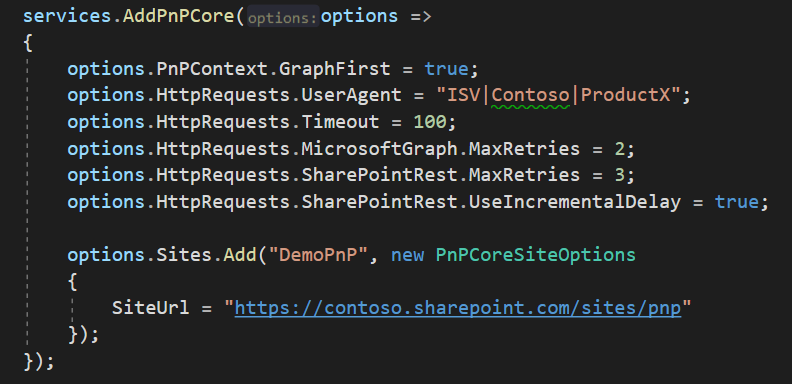 services.AddPnPCore(options: options =>
{
    options.PnPContext.GraphFirst = true;
    options.HttpRequests.UserAgent = "ISV|Contoso|ProductX";
    options.HttpRequests.Timeout = 100;
    options.HttpRequests.MicrosoftGraph.MaxRetries = 2;
    options.HttpRequests.SharePointRest.MaxRetries = 3;
    options.HttpRequests.SharePointRest.UseIncrementalDelay = true;

    options.Sites.Add("DemoPnP", new PnPCoreSiteOptions
    {
        SiteUrl = "https://contoso.sharepoint.com/sites/pnp"
    });
});